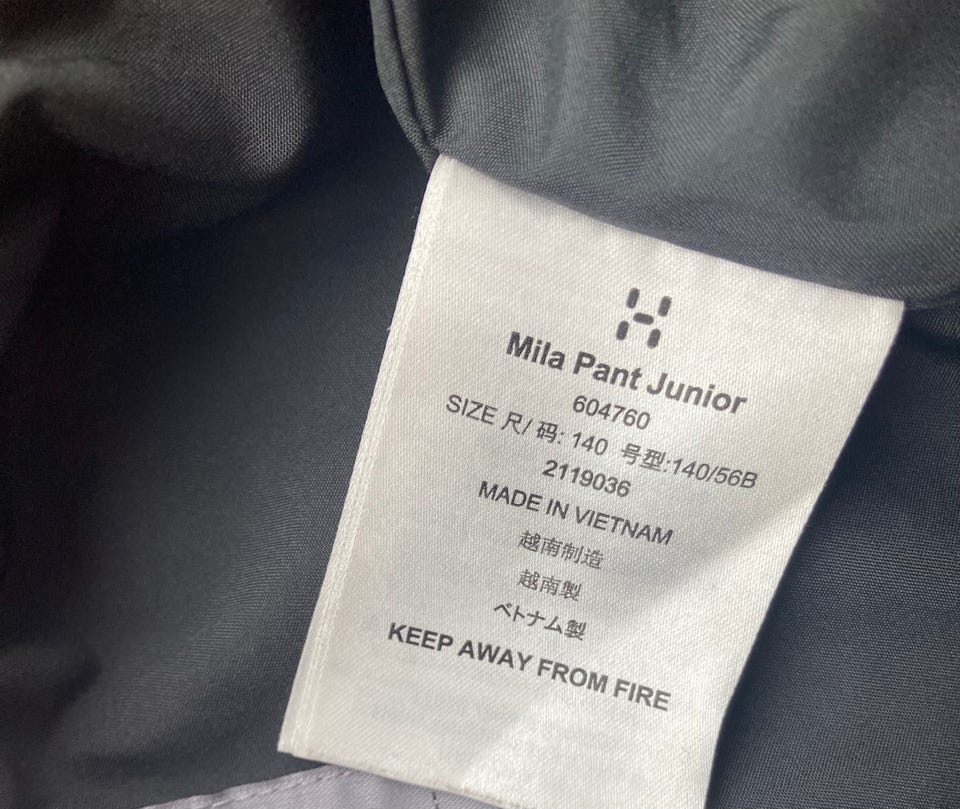 Mila Pant Junior
604760
SIZE 尺/ 码: 140 号型:140/56B
2119036
MADE IN VIETNAM
越南制造
越南製
ベトナム製
KEEP AWAY FROM FIRE